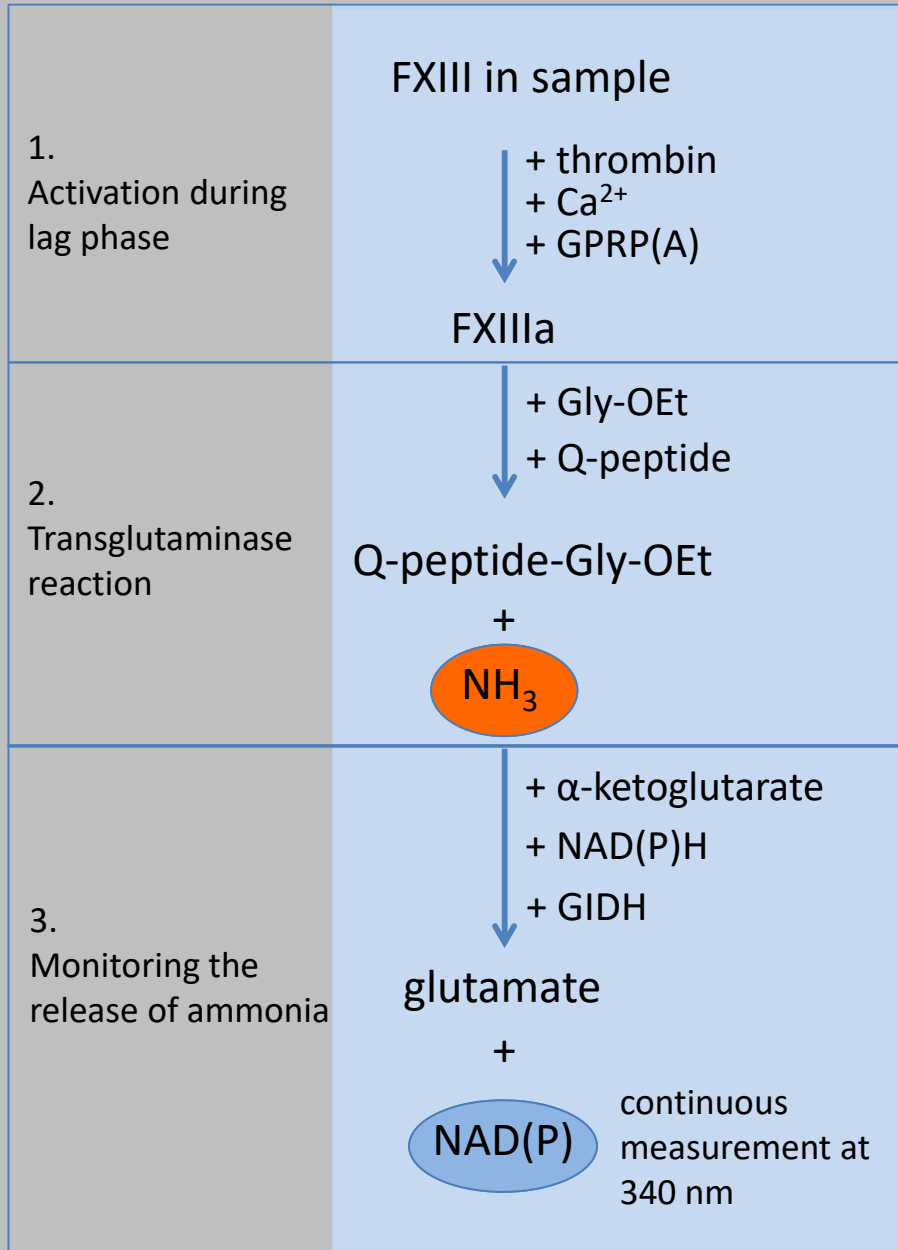 FXIII in sample
1.
Activation during
lag phase
+ thrombin
+ Ca²⁺
+ GPRP(A)
FXIIIa
2.
Transglutaminase
reaction
+ Gly-OEt
+ Q-peptide
Q-peptide-Gly-OEt
+
NH₃
3.
Monitoring the
release of ammonia
+ α-ketoglutarate
+ NAD(P)H
+ GIDH
glutamate
+
NAD(P)
continuous
measurement at
340 nm